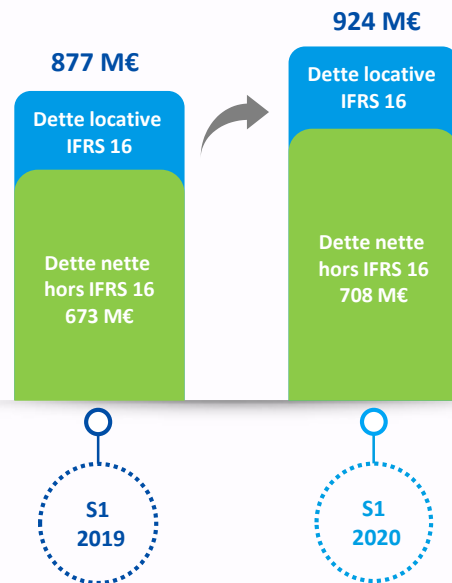 877 M€
Dette locative
IFRS 16
Dette nette
hors IFRS 16
673 M€
S1
2019
924 M€
Dette locative
IFRS 16
Dette nette
hors IFRS 16
708 M€
S1
2020